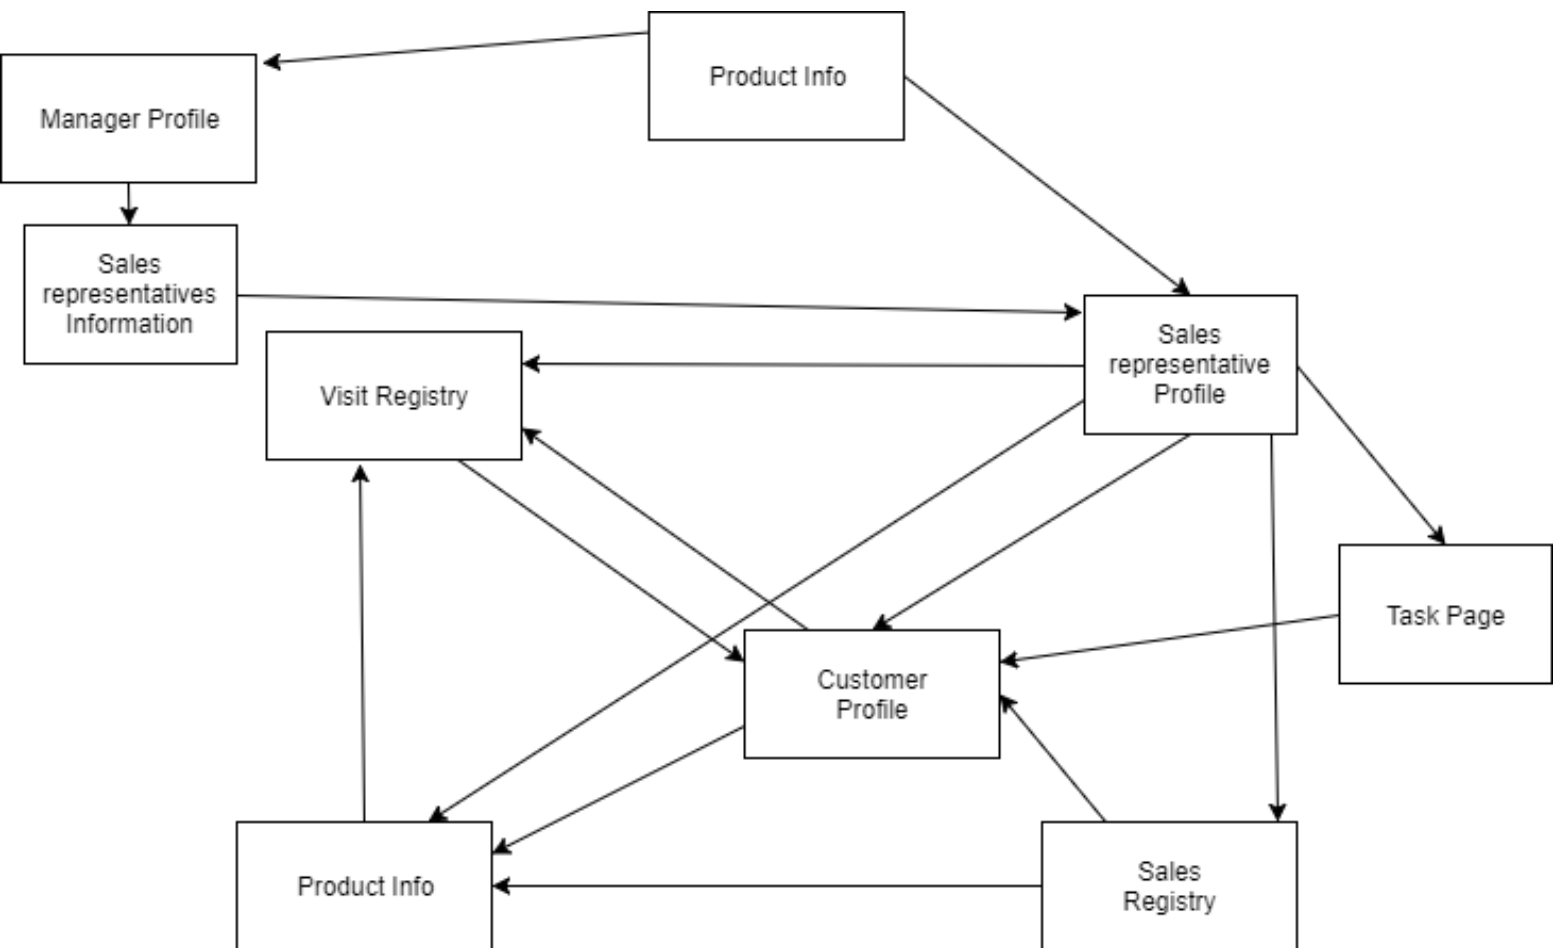 Product Info
Manager Profile
Sales
representatives
Information
Sales
representative
Profile
Visit Registry
Task Page
Customer
Profile
Product Info
Sales
Registry